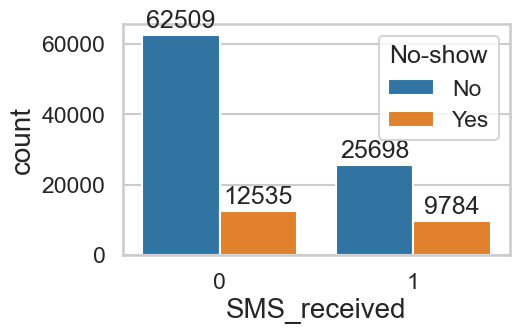 62509
60000
No-show
No
Yes
40000
count
25698
20000
12535
9784
0
0
1
SMS_received